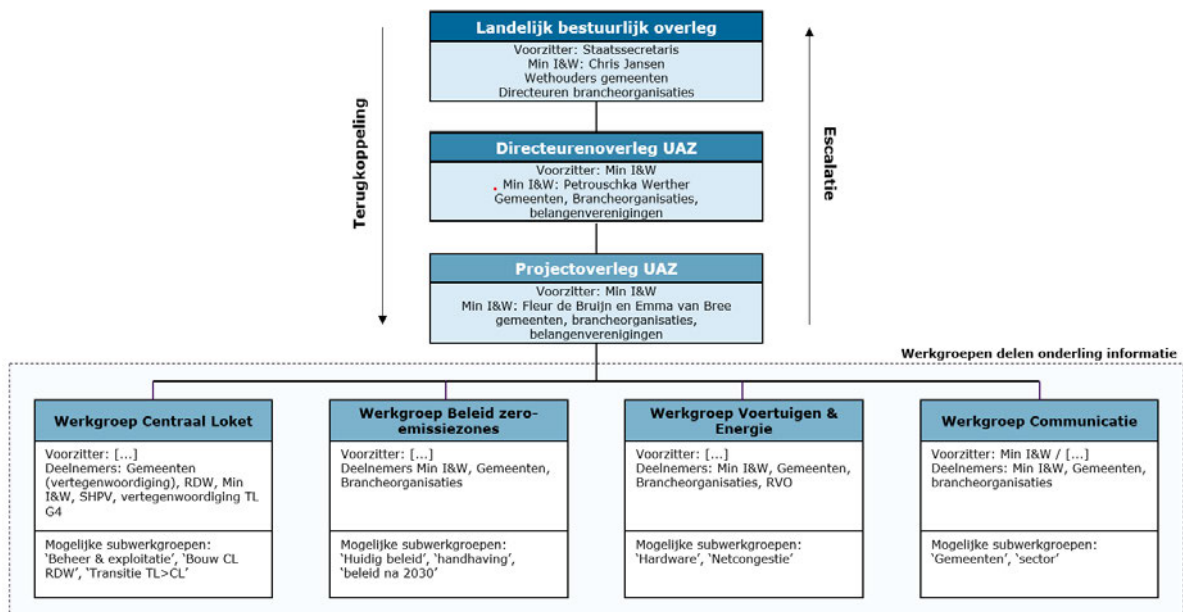 Landelijk bestuurlijk overleg
Voorzitter: Staatssecretaris
Min I&W: Chris Jansen
Wethouders gemeenten
Directeuren brancheorganisaties
Terugkoppeling
Escalatie
Directeurenoverleg UAZ
Voorzitter: Min I&W
Min I&W: Petrouschka Werther
Gemeenten, Brancheorganisaties,
belangenverenigingen
Projectoverleg UAZ
Voorzitter: Min I&W
Min I&W: Fleur de Bruijn en Emma van Bree
gemeenten, brancheorganisaties,
belangenverenigingen
Werkgroepen delen onderling informatie
Werkgroep Centraal Loket
Voorzitter: [...]
Deelnemers: Gemeenten
(vertegenwoordiging), RDW, Min
I&W, SHPV, vertegenwoordiging TL
G4
Mogelijke subwerkgroepen:
‘Beheer & exploitatie’, ‘Bouw CL
RDW’, ‘Transitie TL>CL’
Werkgroep Beleid zero-
emissiezones
Voorzitter: [...]
Deelnemers Min I&W, Gemeenten,
Brancheorganisaties
Mogelijke subwerkgroepen:
‘Huidig beleid’, ‘handhaving’,
‘beleid na 2030’
Werkgroep Voertuigen &
Energie
Voorzitter: [...]
Deelnemers: Min I&W, Gemeenten,
Brancheorganisaties, RVO
Mogelijke subwerkgroepen:
‘Hardware’, ‘Netcongestie’
Werkgroep Communicatie
Voorzitter: Min I&W / [...]
Deelnemers: Min I&W, Gemeenten,
brancheorganisaties
Mogelijke subwerkgroepen:
‘Gemeenten’, ‘sector’